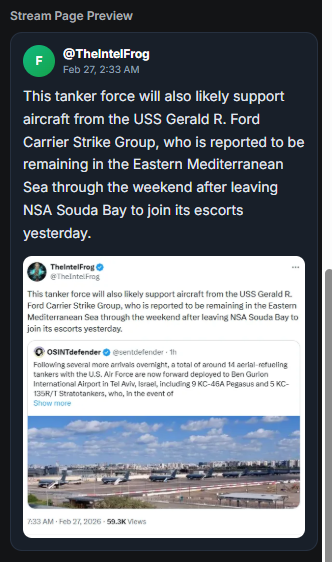 Stream Page Preview
F
@TheIntelFrog
Feb 27, 2:33 AM
This tanker force will also likely support
aircraft from the USS Gerald R. Ford
Carrier Strike Group, who is reported to be
remaining in the Eastern Mediterranean
Sea through the weekend after leaving
NSA Souda Bay to join its escorts
yesterday.
TheIntelFrog
@TheIntelFrog
This tanker force will also likely support aircraft from the USS Gerald R.
Ford Carrier Strike Group, who is reported to be remaining in the Eastern
Mediterranean Sea through the weekend after leaving NSA Souda Bay to
join its escorts yesterday.
OSINTdefender @sentdefender · 1h
Following several more arrivals overnight, a total of around 14 aerial-refueling
tankers with the U.S. Air Force are now forward deployed to Ben Gurion
International Airport in Tel Aviv, Israel, including 9 KC-46A Pegasus and 5 KC-
135R/T Stratotankers, who, in the event of
Show more
7:33 AM · Feb 27, 2026 · 59.3K Views